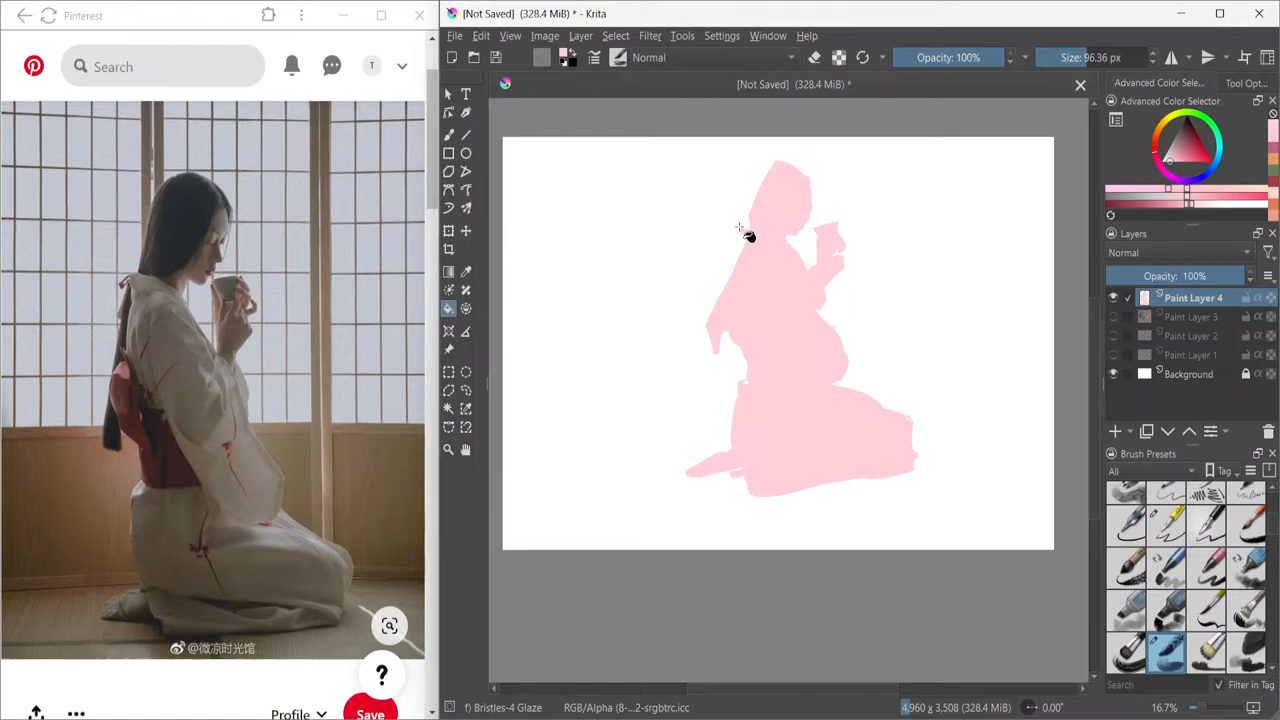 Pinterest
[Not Saved] (328.4 MiB) * - Krita
File Edit View Image Layer Select Filter Tools Settings Window Help
Search
T
Normal
Opacity: 100%
Size: 96.36 px
[Not Saved] (328.4 MiB) *
Advanced Color Sele...
Tool Opt...
Advanced Color Selector
Layers
Normal
Opacity: 100%
Paint Layer 4
Paint Layer 3
Paint Layer 2
Paint Layer 1
Background
Brush Presets
All
Tag
@微凉时光馆
?
Profile
Save
Search
Filter in Tag
f) Bristles-4 Glaze
RGB/Alpha (8-...2-srgbtrc.icc
4,960 x 3,508 (328.4 MiB)
0.00°
16.7%